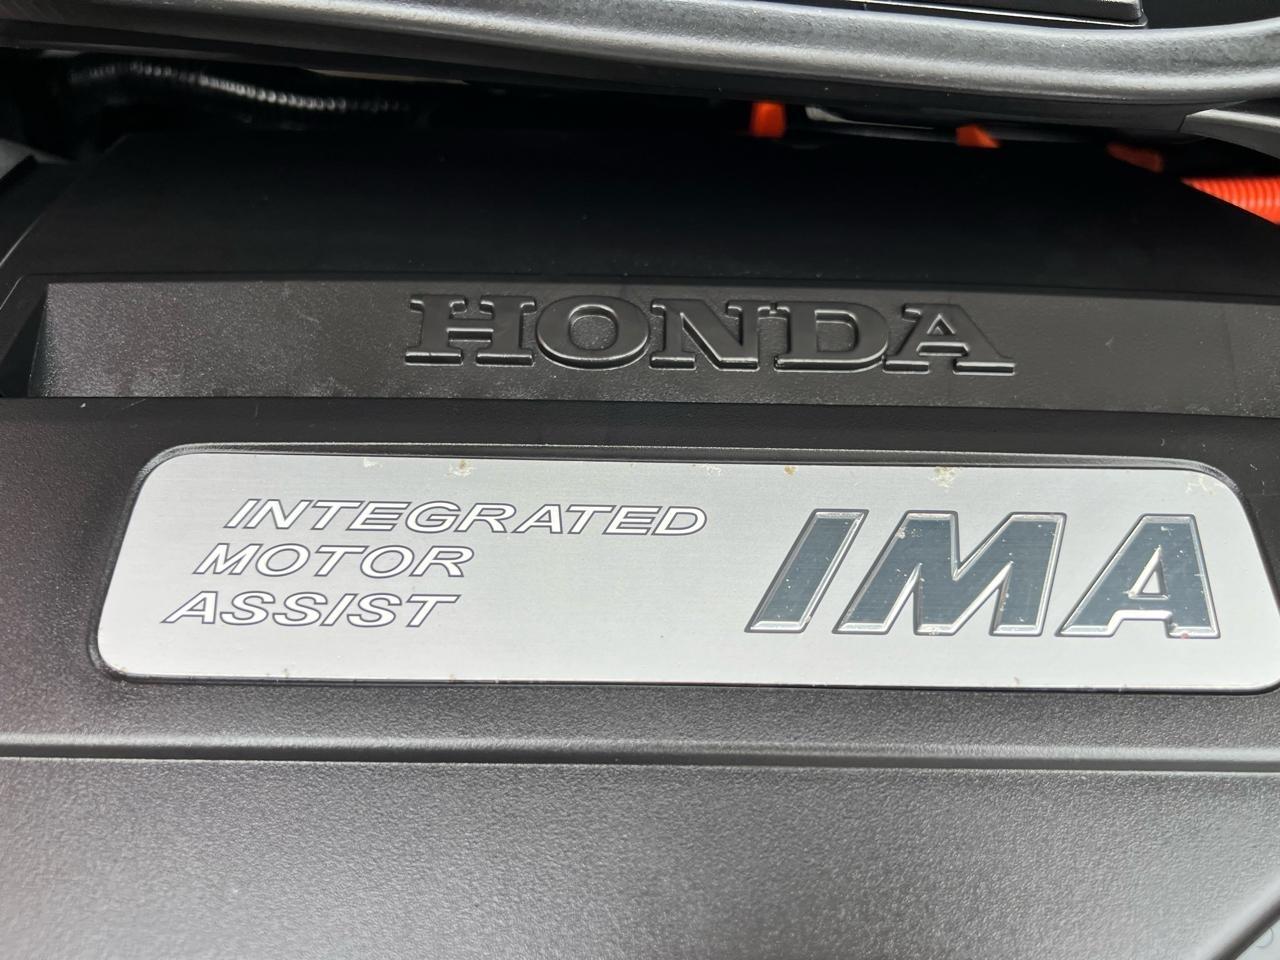 HONDA
INTEGRATED
MOTOR
ASSIST
IMA